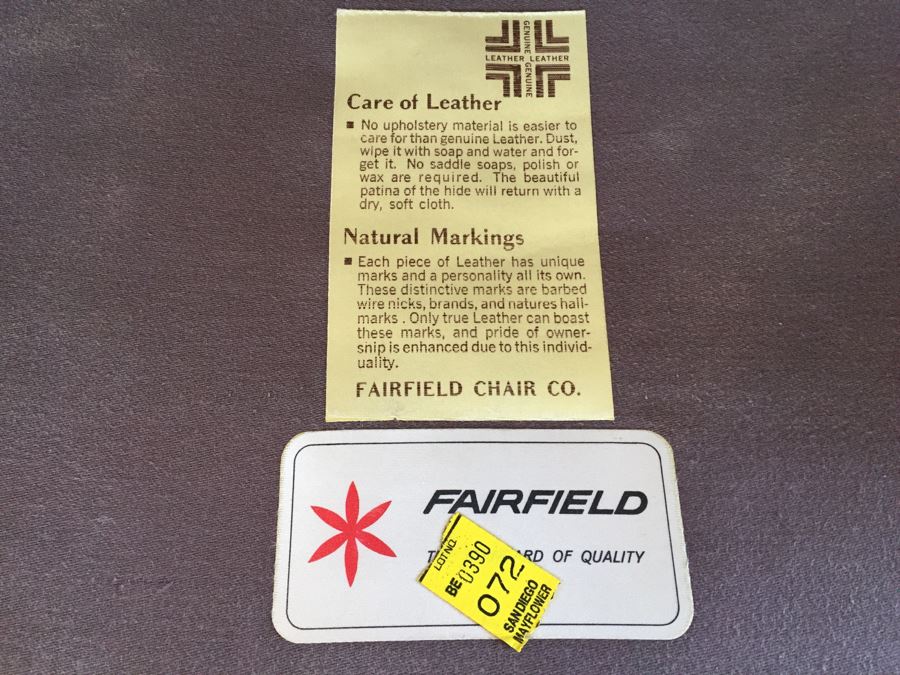 GENUINE
LEATHER LEATHER
GENUINE
Care of Leather
■ No upholstery material is easier to
care for than genuine Leather. Dust,
wipe it with soap and water and for-
get it. No saddle soaps, polish or
wax are required. The beautiful
patina of the hide will return with a
dry, soft cloth.
Natural Markings
■ Each piece of Leather has unique
marks and a personality all its own.
These distinctive marks are barbed
wire nicks, brands, and natures hall-
marks . Only true Leather can boast
these marks, and pride of owner-
ship is enhanced due to this individ-
uality.
FAIRFIELD CHAIR CO.
FAIRFIELD
OF QUALITY
LOT NO.
BE0390
072
SAN DIEGO
MAYFLOWER